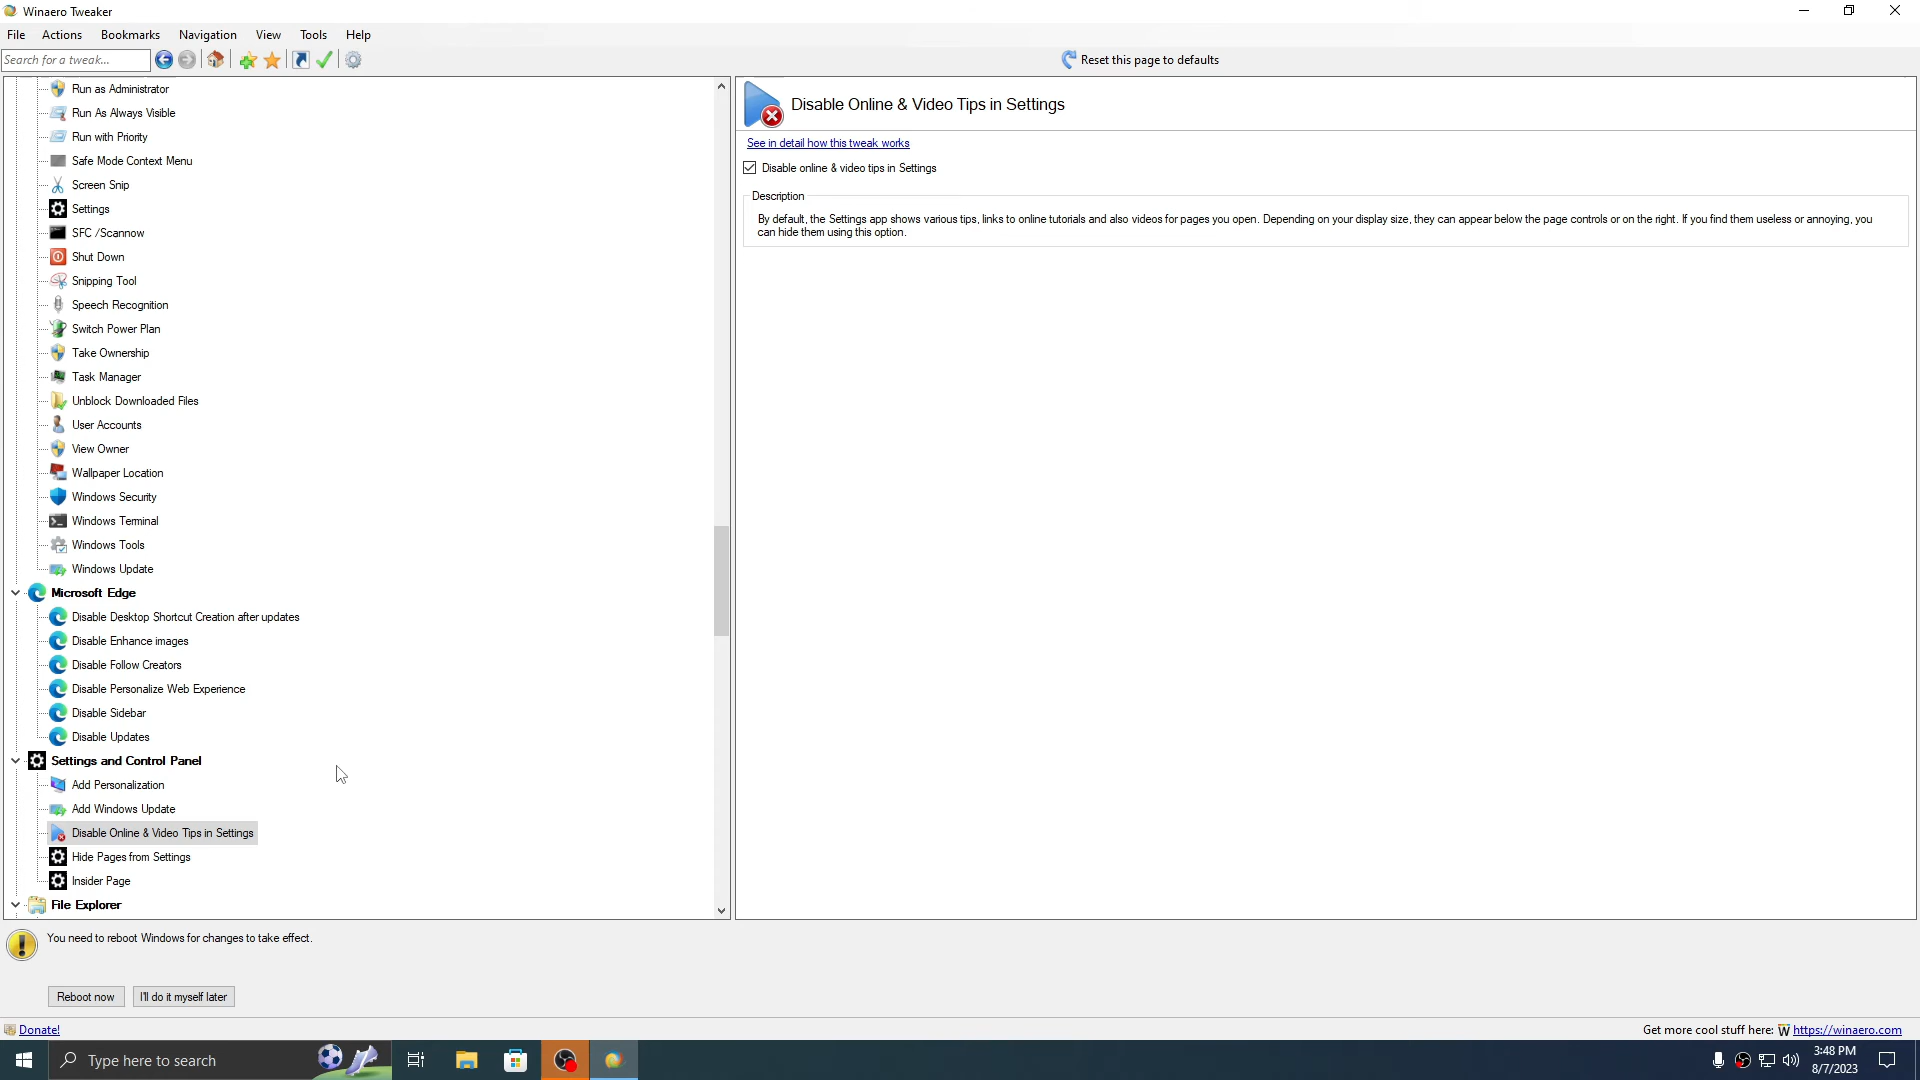 Winaero Tweaker
File Actions Bookmarks Navigation View Tools Help
Search for a tweak...
Reset this page to defaults
Run as Administrator
Run As Always Visible
Run with Priority
Safe Mode Context Menu
Screen Snip
Settings
SFC /Scannow
Shut Down
Snipping Tool
Speech Recognition
Switch Power Plan
Take Ownership
Task Manager
Unblock Downloaded Files
User Accounts
View Owner
Wallpaper Location
Windows Security
Windows Terminal
Windows Tools
Windows Update
Microsoft Edge
Disable Desktop Shortcut Creation after updates
Disable Enhance images
Disable Follow Creators
Disable Personalize Web Experience
Disable Sidebar
Disable Updates
Settings and Control Panel
Add Personalization
Add Windows Update
Disable Online & Video Tips in Settings
Hide Pages from Settings
Insider Page
File Explorer
Disable Online & Video Tips in Settings
See in detail how this tweak works
Disable online & video tips in Settings
Description
By default, the Settings app shows various tips, links to online tutorials and also videos for pages you open. Depending on your display size, they can appear below the page controls or on the right. If you find them useless or annoying, you
can hide them using this option.
You need to reboot Windows for changes to take effect.
Reboot now I'll do it myself later
Donate!
Get more cool stuff here: W https://winaero.com
Type here to search
3:48 PM
8/7/2023